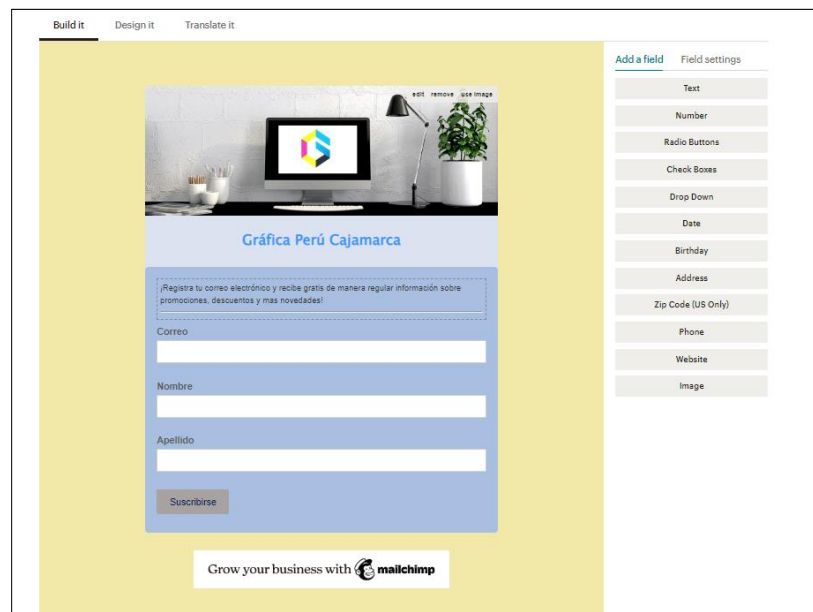 Build it
Design it
Translate it
Add a field
Field settings
edit remove use image
Gráfica Perú Cajamarca
¡Registra tu correo electrónico y recibe gratis de manera regular información sobre
promociones, descuentos y mas novedades!
Correo
Nombre
Apellido
Suscribirse
Grow your business with mailchimp
Text
Number
Radio Buttons
Check Boxes
Drop Down
Date
Birthday
Address
Zip Code (US Only)
Phone
Website
Image